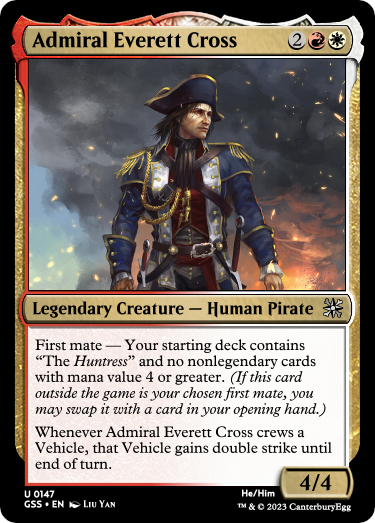 Admiral Everett Cross 2
Legendary Creature — Human Pirate
First mate — Your starting deck contains
“The Huntress” and no nonlegendary cards
with mana value 4 or greater. (If this card
outside the game is your chosen first mate, you
may swap it with a card in your opening hand.)
Whenever Admiral Everett Cross crews a
Vehicle, that Vehicle gains double strike until
end of turn.
4/4
U 0147
GSS • EN Liu Yan
He/Him
™ & © 2023 CanterburyEgg